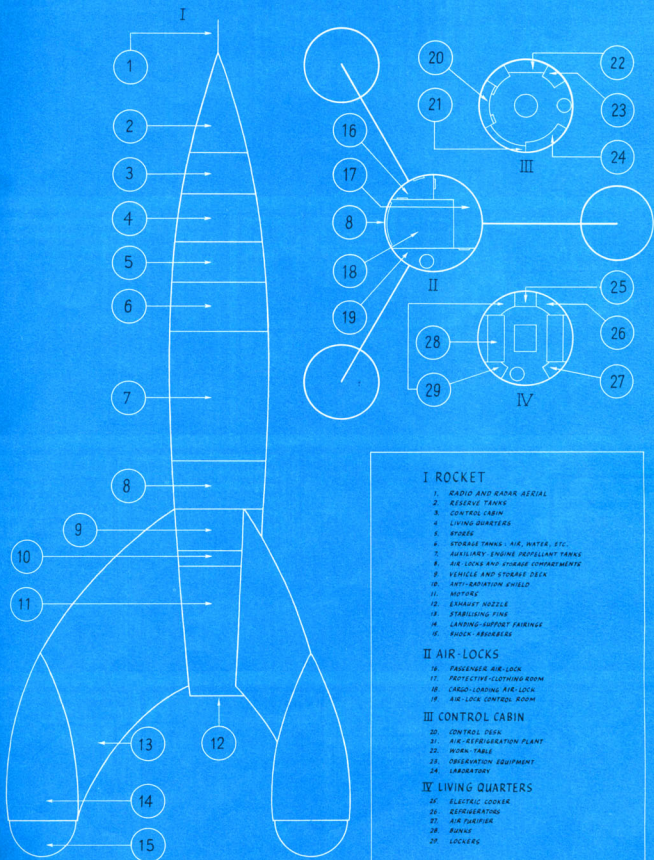 I
1
2
3
4
5
6
7
8
9
10
11
12
13
14
15
16
17
8
18
19
II
20
21
22
23
24
III
25
26
27
28
29
IV
I ROCKET
1. RADIO AND RADAR AERIAL
2. RESERVE TANKS
3. CONTROL CABIN
4. LIVING QUARTERS
5. STORES
6. STORAGE TANKS : AIR, WATER, ETC.
7. AUXILIARY-ENGINE PROPELLANT TANKS
8. AIR-LOCKS AND STORAGE COMPARTMENTS
9. VEHICLE AND STORAGE DECK
10. ANTI-RADIATION SHIELD
11. MOTORS
12. EXHAUST NOZZLE
13. STABILISING FINS
14. LANDING-SUPPORT FAIRINGS
15. SHOCK-ABSORBERS
II AIR-LOCKS
16. PASSENGER AIR-LOCK
17. PROTECTIVE-CLOTHING ROOM
18. CARGO-LOADING AIR-LOCK
19. AIR-LOCK CONTROL ROOM
III CONTROL CABIN
20. CONTROL DESK
21. AIR-REFRIGERATION PLANT
22. WORK-TABLE
23. OBSERVATION EQUIPMENT
24. LABORATORY
IV LIVING QUARTERS
25. ELECTRIC COOKER
26. REFRIGERATORS
27. AIR PURIFIER
28. BUNKS
29. LOCKERS